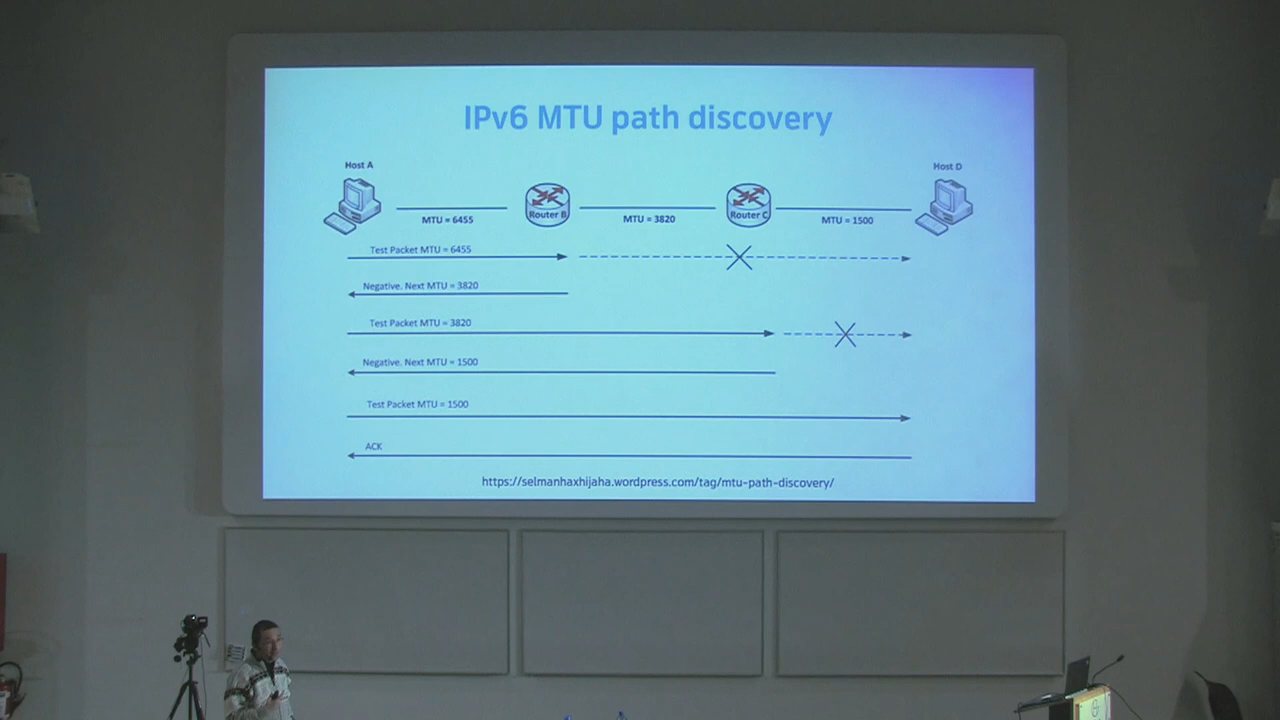 IPv6 MTU path discovery
Host A
Host D
Router B
Router C
MTU = 6455
MTU = 3820
MTU = 1500
Test Packet MTU = 6455
Negative. Next MTU = 3820
Test Packet MTU = 3820
Negative. Next MTU = 1500
Test Packet MTU = 1500
ACK
https://selmanhaxhijaha.wordpress.com/tag/mtu-path-discovery/